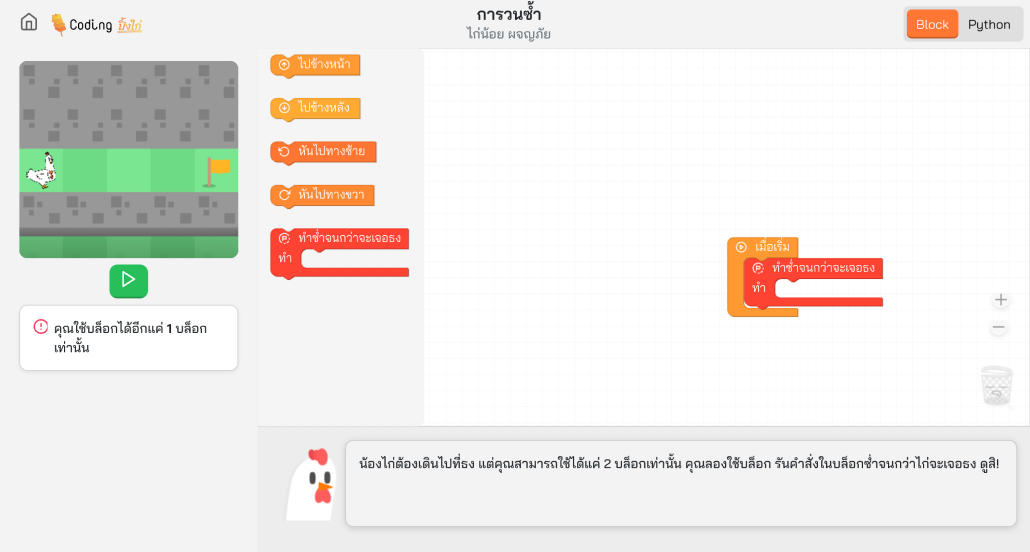 Coding ปิ้งไก่
การวนซ้ำ
ไก่น้อย ผจญภัย
Block Python
ไปข้างหน้า
ไปข้างหลัง
หันไปทางซ้าย
หันไปทางขวา
ทำซ้ำจนกว่าจะเจอธง
ทำ
เมื่อเริ่ม
ทำซ้ำจนกว่าจะเจอธง
ทำ
คุณใช้บล็อกได้อีกแค่ 1 บล็อก
เท่านั้น
น้องไก่ต้องเดินไปที่ธง แต่คุณสามารถใช้ได้แค่ 2 บล็อกเท่านั้น คุณลองใช้บล็อก รันคำสั่งในบล็อกซ้ำจนกว่าไก่จะเจอธง ดูสิ!